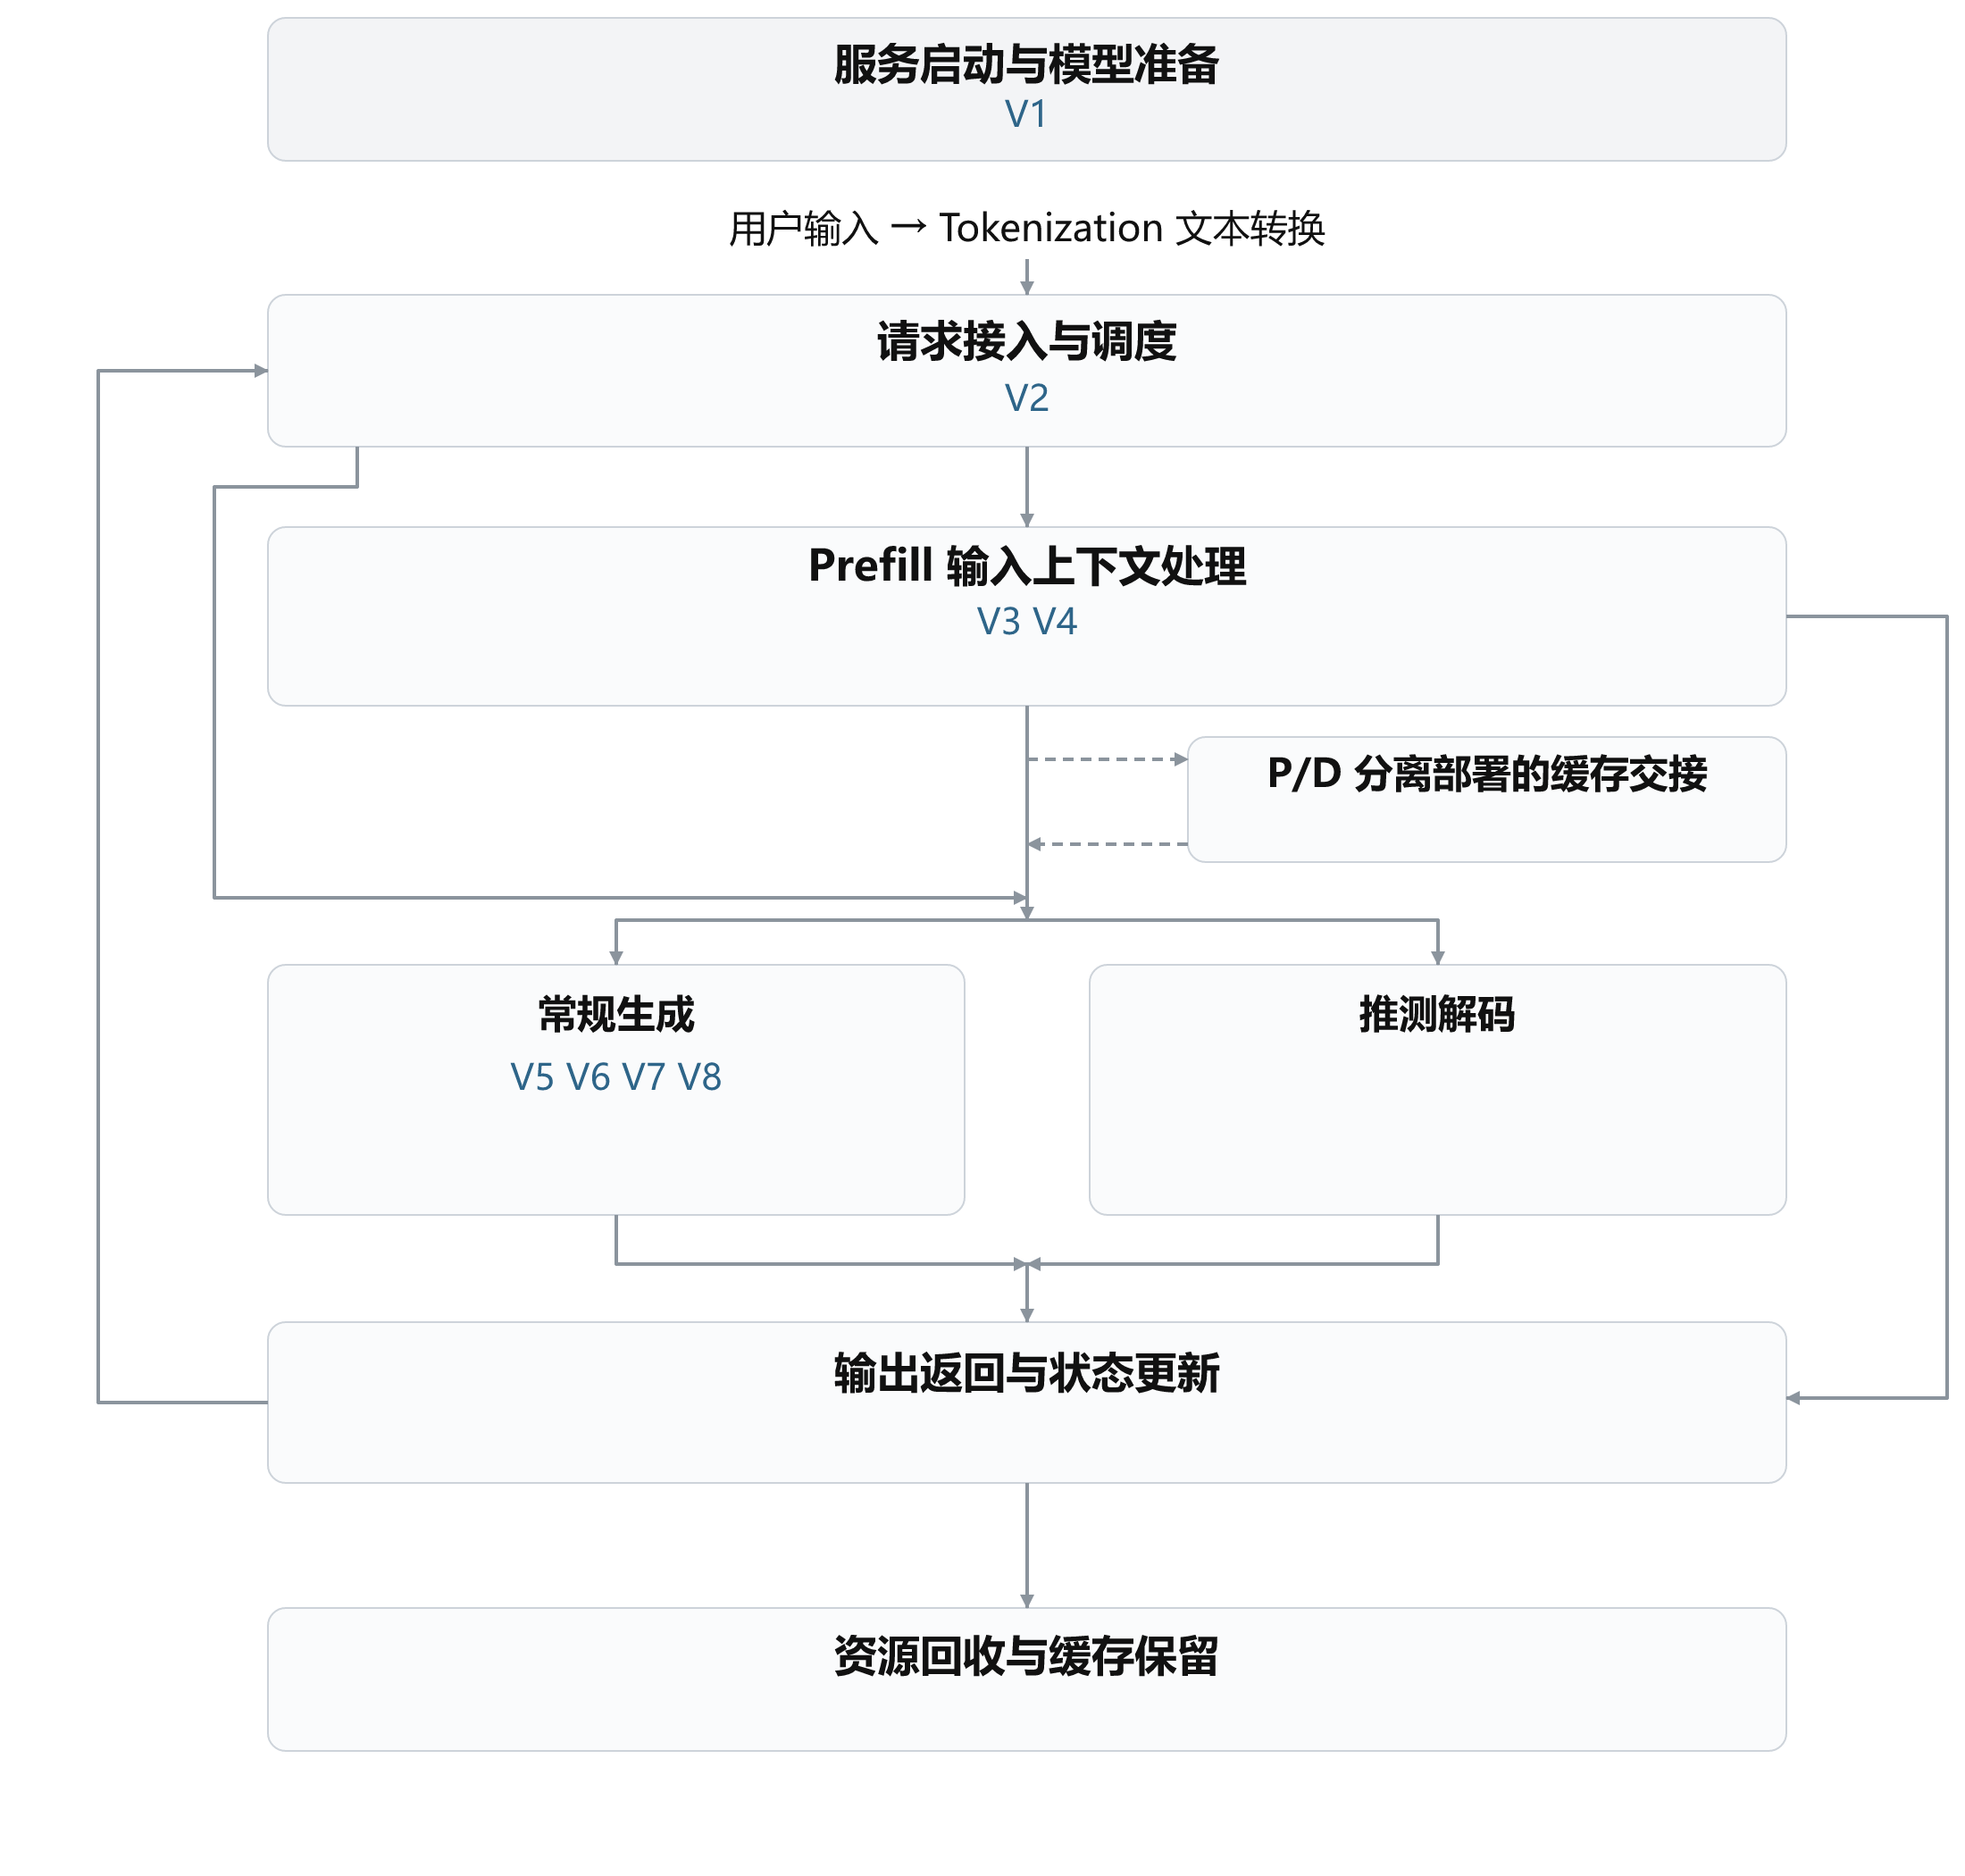 服务启动与模型准备
V1
用户输入 → Tokenization 文本转换
请求接入与调度
V2
Prefill 输入上下文处理
V3 V4
P/D 分离部署的缓存交接
常规生成
V5 V6 V7 V8
推测解码
输出返回与状态更新
资源回收与缓存保留